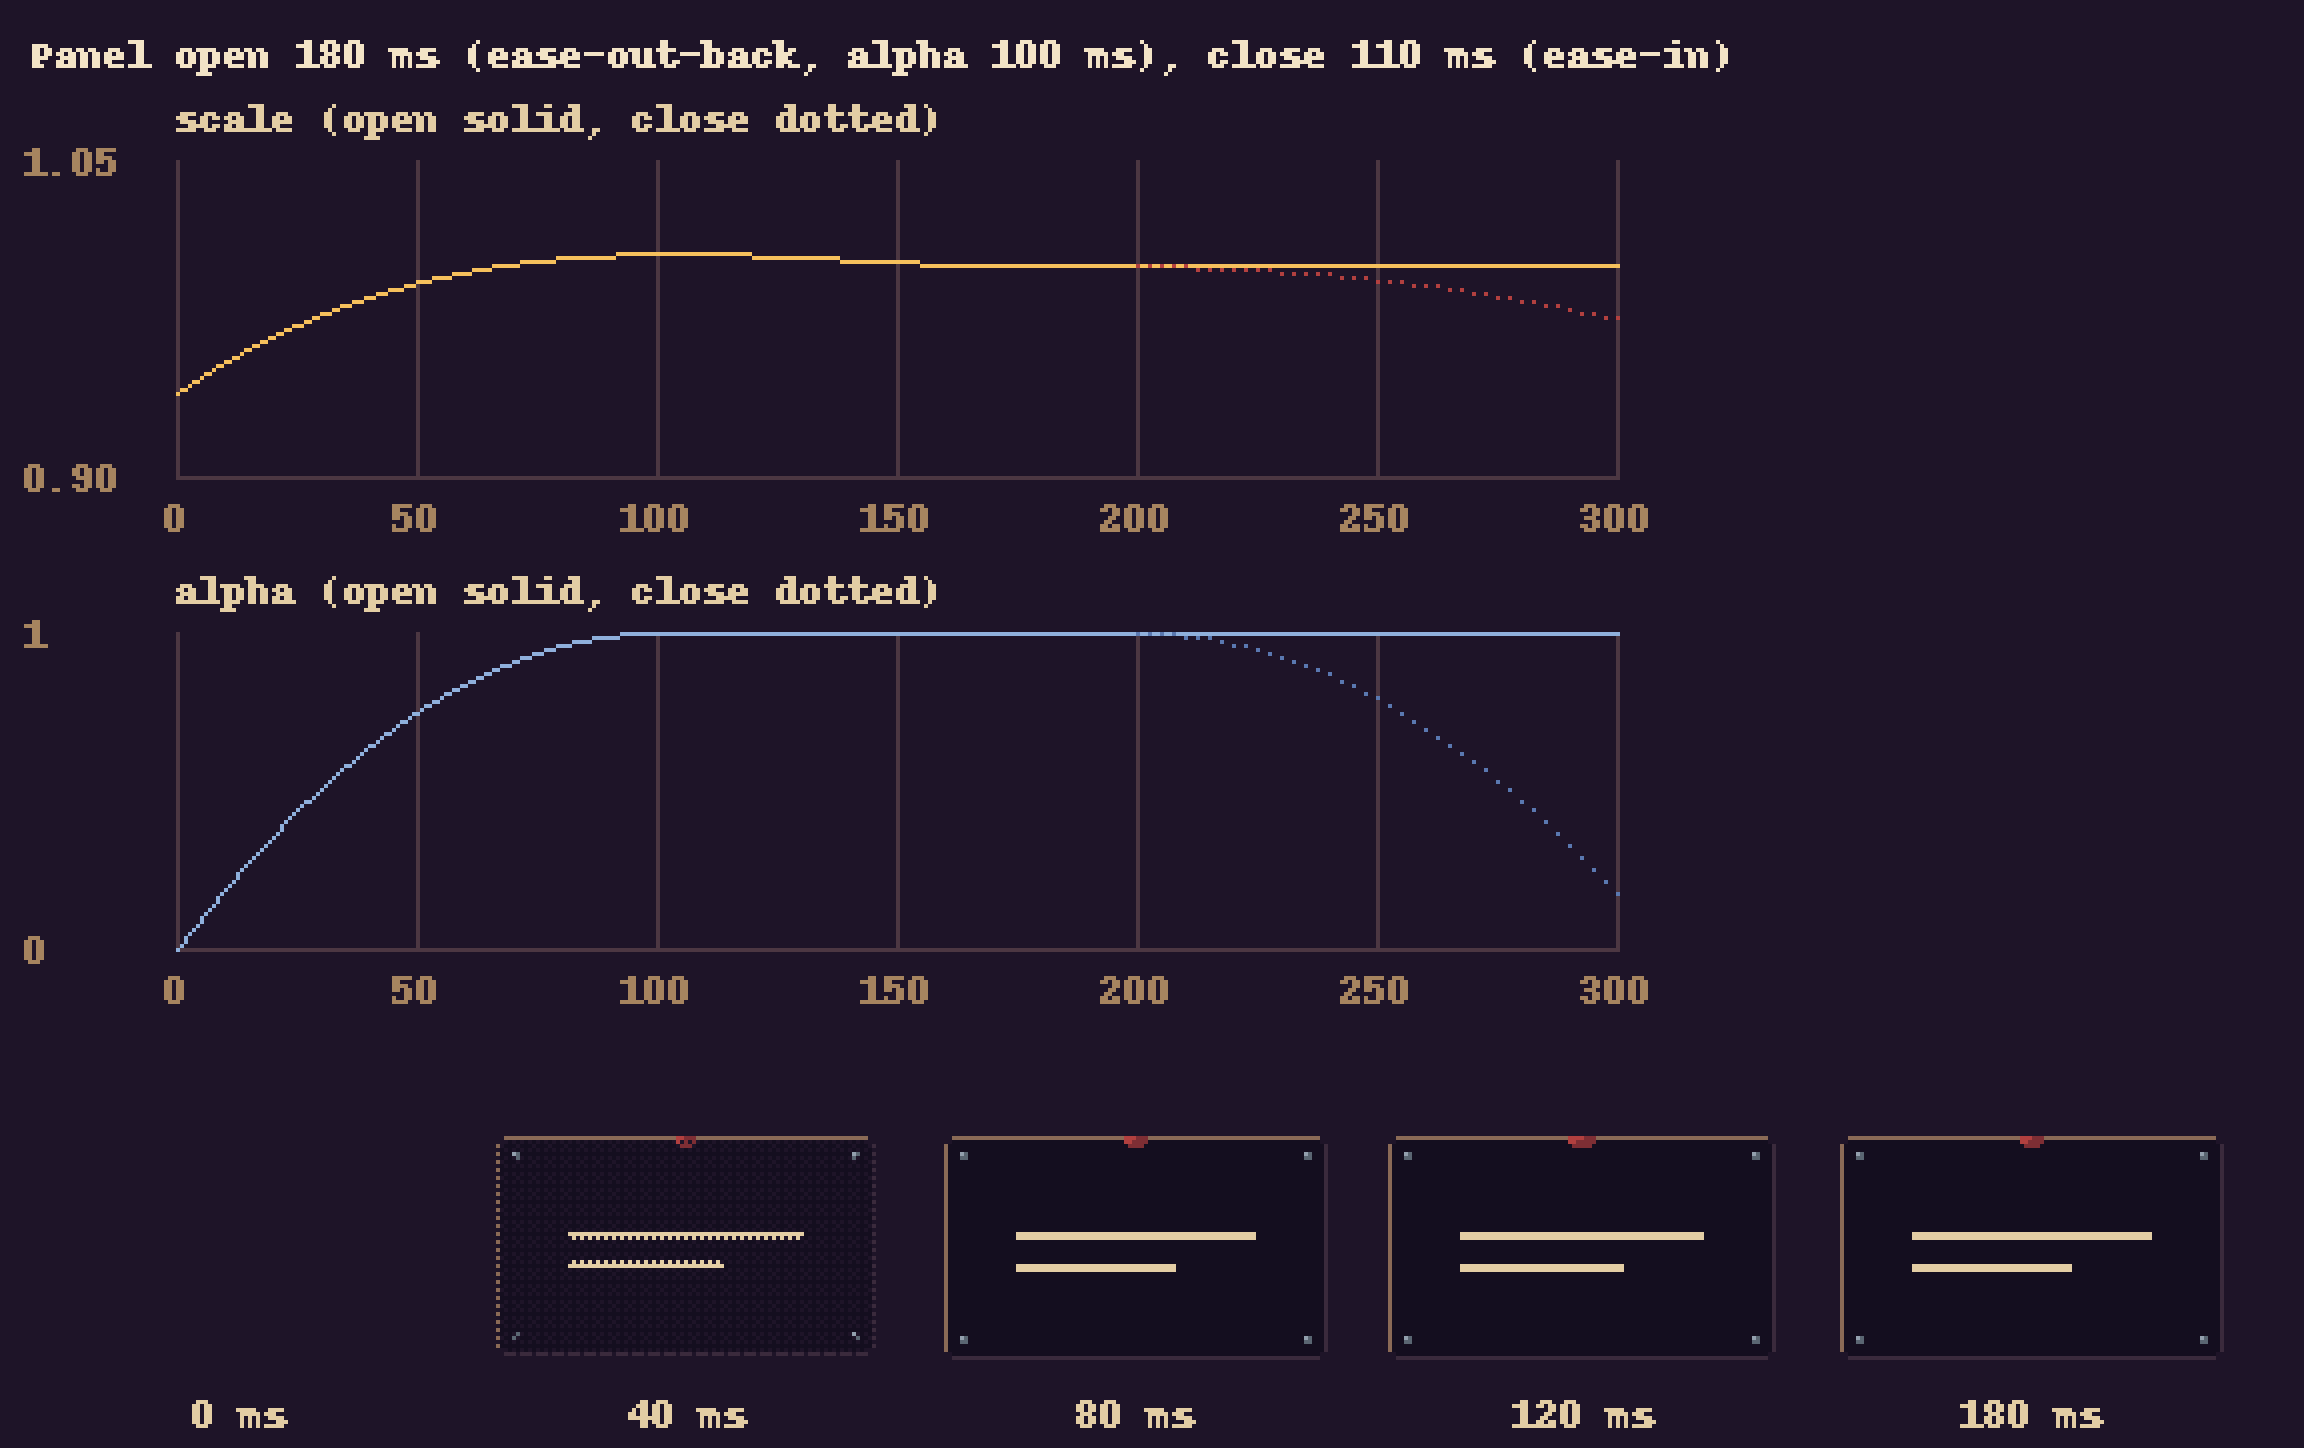 Panel open 180 ms (ease-out-back, alpha 100 ms), close 110 ms (ease-in)
scale (open solid, close dotted)
1.05
0.90
0 50 100 150 200 250 300
alpha (open solid, close dotted)
1
0
0 50 100 150 200 250 300
0 ms 40 ms 80 ms 120 ms 180 ms